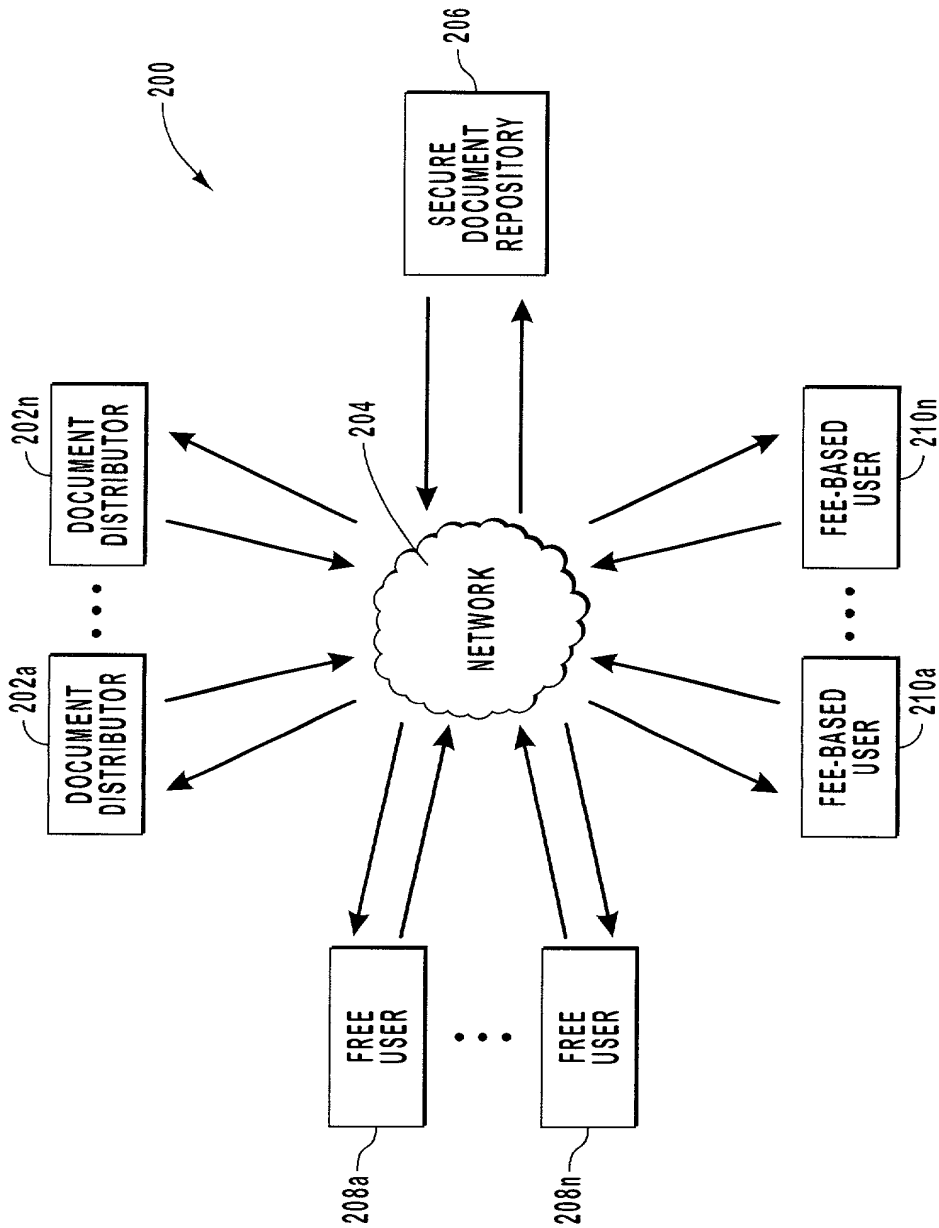 200
206
SECURE
DOCUMENT
REPOSITORY
202a
DOCUMENT
DISTRIBUTOR
202n
DOCUMENT
DISTRIBUTOR
204
NETWORK
208a
FREE
USER
208n
FREE
USER
FEE-BASED
USER
210a
FEE-BASED
USER
210n